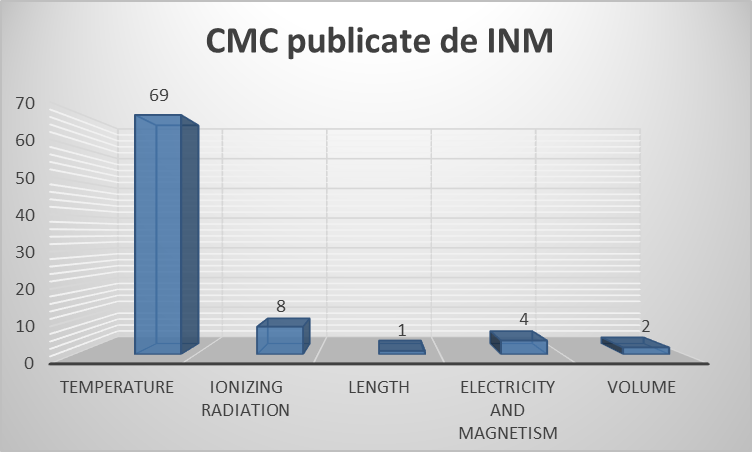 CMC publicate de INM
70
60
50
40
30
20
10
0
69
8
1
4
2
TEMPERATURE
IONIZING
RADIATION
LENGTH
ELECTRICITY
AND
MAGNETISM
VOLUME